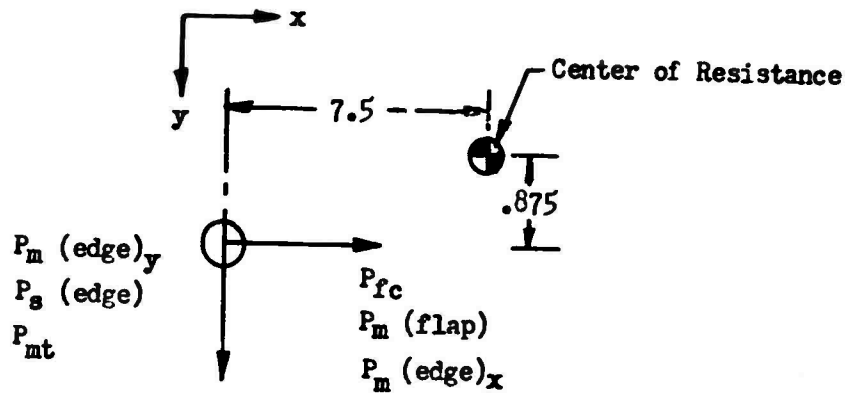 x
Center of Resistance
7.5
y
.875
Pm (edge)y
Ps (edge)
Pmt
Pfc
Pm (flap)
Pm (edge)x